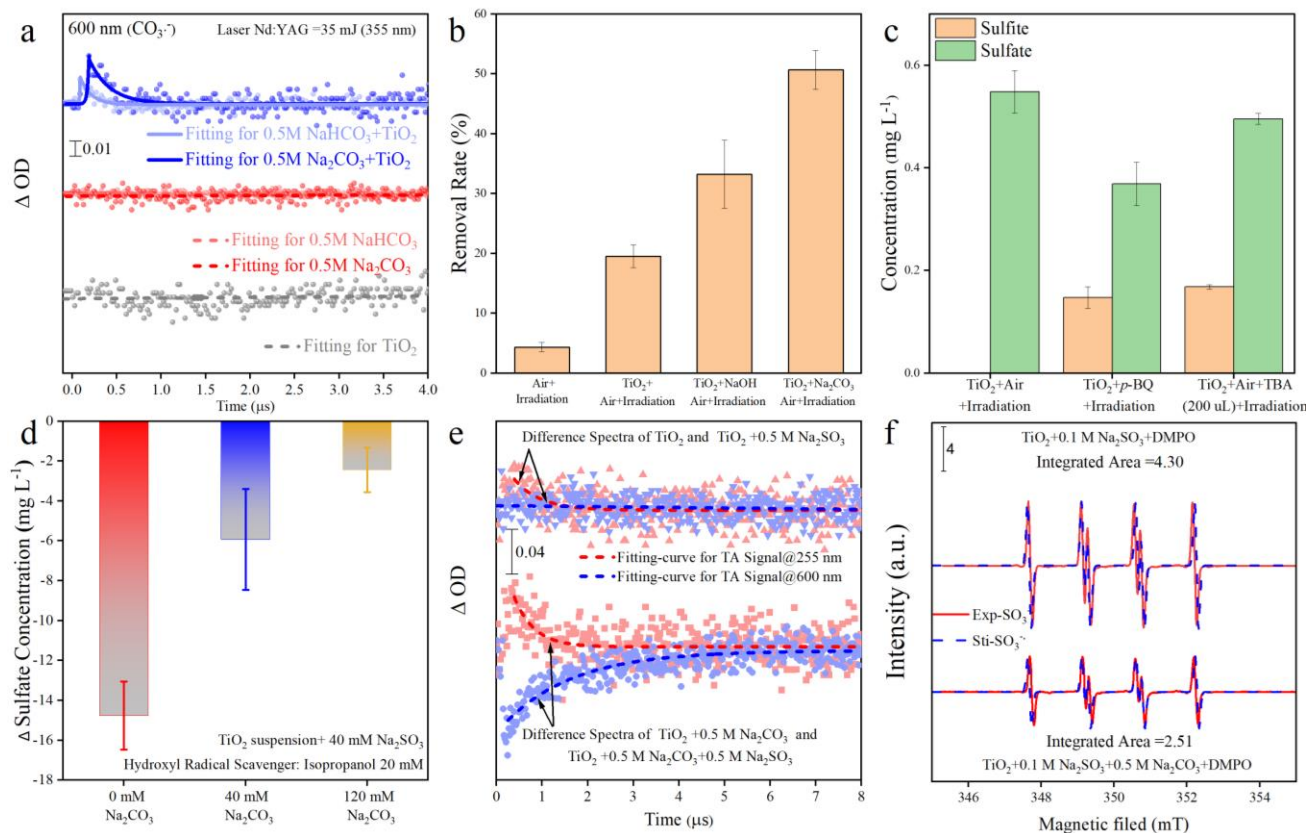 a
600 nm (CO₃·⁻)
Laser Nd:YAG =35 mJ (355 nm)
Fitting for 0.5M NaHCO₃+TiO₂
Fitting for 0.5M Na₂CO₃+TiO₂
0.01
Δ OD
Fitting for 0.5M NaHCO₃
Fitting for 0.5M Na₂CO₃
Fitting for TiO₂
0.0 0.5 1.0 1.5 2.0 2.5 3.0 3.5 4.0
Time (μs)
b
Removal Rate (%)
60
50
40
30
20
10
0
Air+
Irradiation
TiO₂+
Air+Irradiation
TiO₂+NaOH
Air+Irradiation
TiO₂+Na₂CO₃
Air+Irradiation
c
Sulfite
Sulfate
Concentration (mg L⁻¹)
0.6
0.4
0.2
0.0
TiO₂+Air
+Irradiation
TiO₂+p-BQ
+Irradiation
TiO₂+Air+TBA
(200 uL)+Irradiation
d
Δ Sulfate Concentration (mg L⁻¹)
0
-2
-4
-6
-8
-10
-12
-14
-16
-18
TiO₂ suspension+ 40 mM Na₂SO₃
Hydroxyl Radical Scavenger: Isopropanol 20 mM
0 mM
Na₂CO₃
40 mM
Na₂CO₃
120 mM
Na₂CO₃
e
Difference Spectra of TiO₂ and TiO₂ +0.5 M Na₂SO₃
0.04
Fitting-curve for TA Signal@255 nm
Fitting-curve for TA Signal@600 nm
Δ OD
Difference Spectra of TiO₂ +0.5 M Na₂CO₃ and
TiO₂ +0.5 M Na₂CO₃+0.5 M Na₂SO₃
0 1 2 3 4 5 6 7 8
Time (μs)
f
4
TiO₂+0.1 M Na₂SO₃+DMPO
Integrated Area=4.30
Intensity (a.u.)
Exp-SO₃
Sti-SO₃⁻·
Integrated Area =2.51
TiO₂+0.1 M Na₂SO₃+0.5 M Na₂CO₃+DMPO
346 348 350 352 354
Magnetic filed (mT)